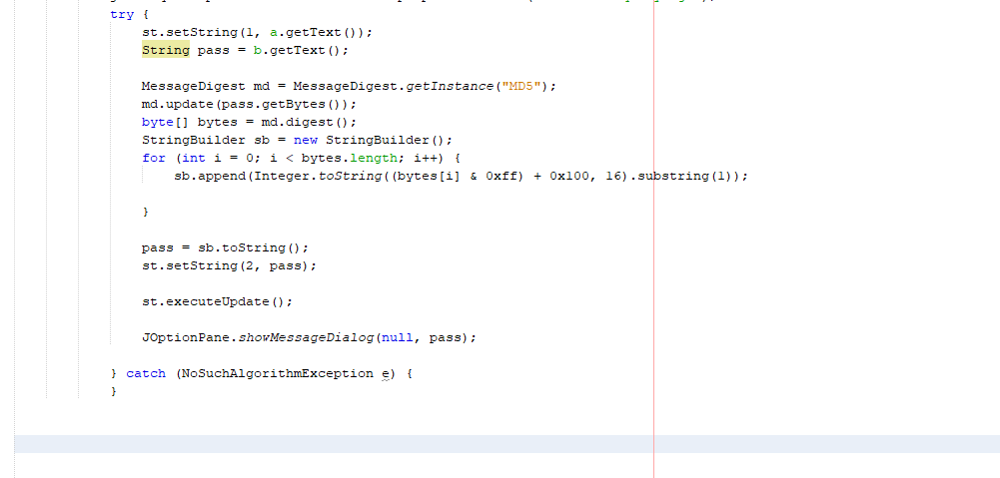 try {
st.setString(1, a.getText());
String pass = b.getText();
MessageDigest md = MessageDigest.getInstance("MD5");
md.update(pass.getBytes());
byte[] bytes = md.digest();
StringBuilder sb = new StringBuilder();
for (int i = 0; i < bytes.length; i++) {
sb.append(Integer.toString((bytes[i] & 0xff) + 0x100, 16).substring(1));
}
pass = sb.toString();
st.setString(2, pass);
st.executeUpdate();
JOptionPane.showMessageDialog(null, pass);
} catch (NoSuchAlgorithmException e) {
}